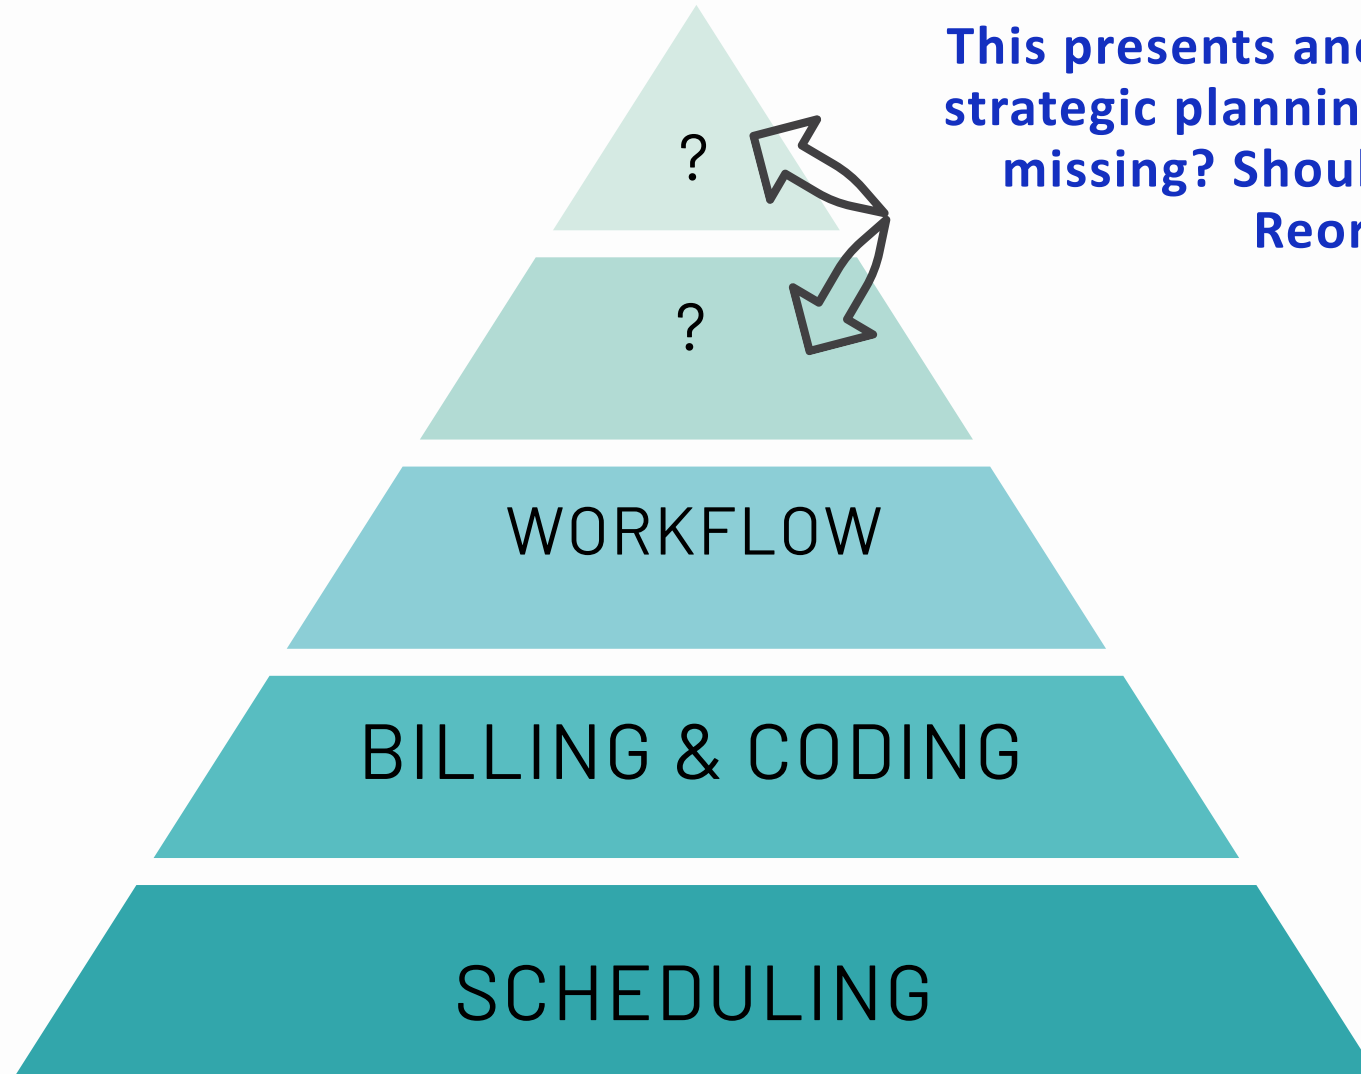 This presents
strategic
missing?
?
?
WORKFLOW
BILLING & CODING
SCHEDULING